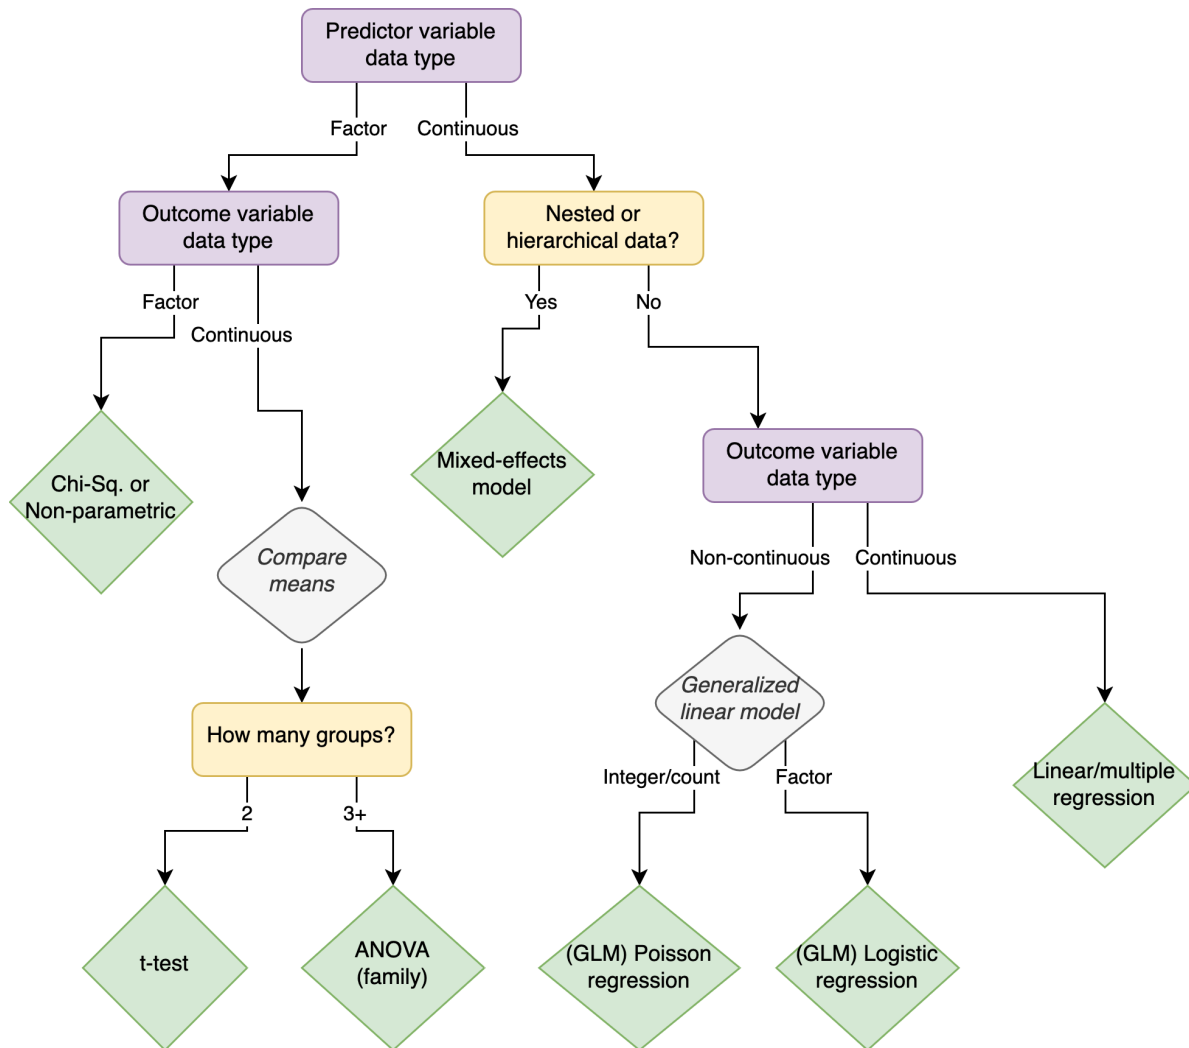 Predictor variable
data type
Factor
Continuous
Outcome variable
data type
Nested or
hierarchical data?
Factor
Continuous
Yes
No
Chi-Sq. or
Non-parametric
Mixed-effects
model
Outcome variable
data type
Compare
means
Non-continuous
Continuous
How many groups?
Generalized
linear model
2
3+
Integer/count
Factor
Linear/multiple
regression
t-test
ANOVA
(family)
(GLM) Poisson
regression
(GLM) Logistic
regression